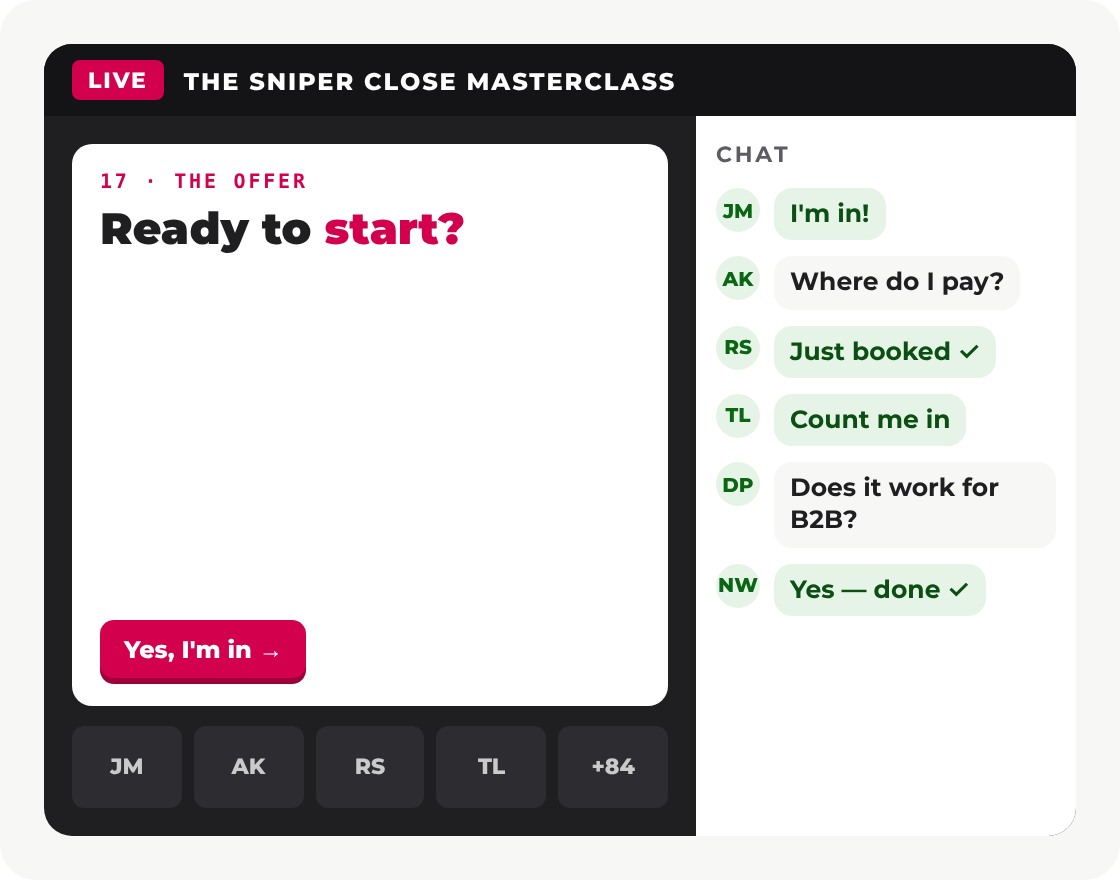 LIVE
THE SNIPER CLOSE MASTERCLASS
17 · THE OFFER
Ready to start?
Yes, I'm in →
JM
AK
RS
TL
+84
CHAT
JM
I'm in!
AK
Where do I pay?
RS
Just booked ✓
TL
Count me in
DP
Does it work for
B2B?
NW
Yes — done ✓